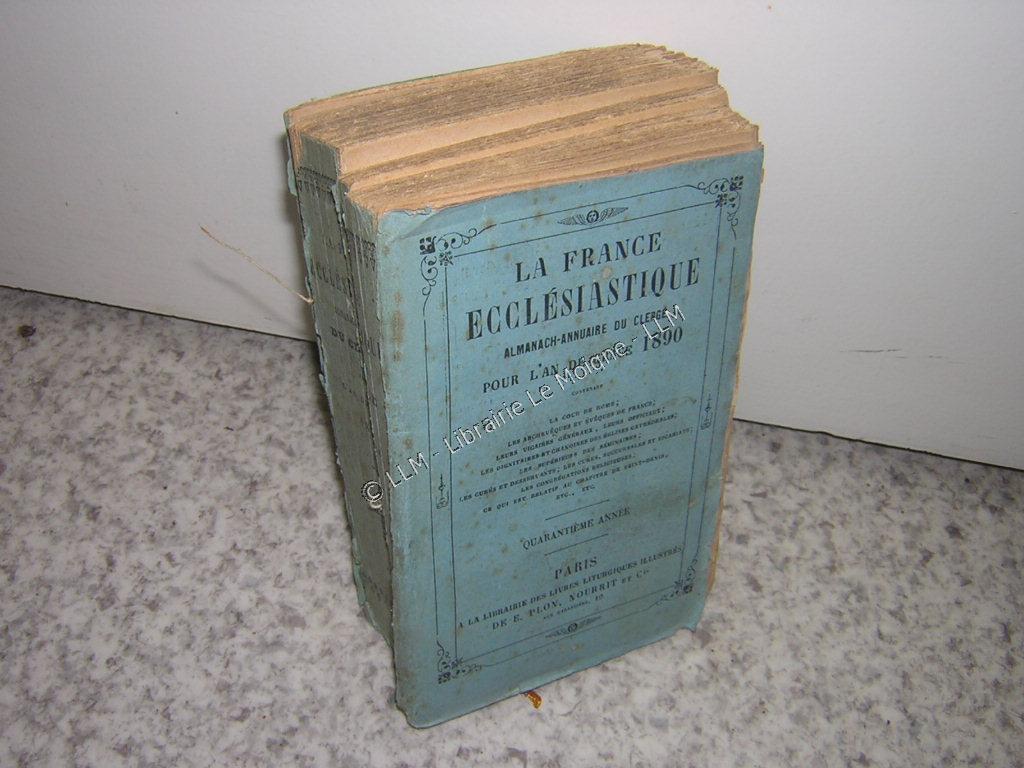 LA FRANCE
ECCLÉSIASTIQUE
ALMANACH-ANNUAIRE DU CLERGÉ
POUR L'AN DE 1890
CONTENANT
LA COUR DE ROME;
LES ARCHEVÊQUES ET ÉVÊQUES DE FRANCE;
LEURS VICAIRES GÉNÉRAUX, LEURS OFFICIAUX;
LES DIGNITAIRES ET CHANOINES DES ÉGLISES CATHÉDRALES;
LES SUPÉRIEURS DES SÉMINAIRES;
LES CURÉS ET DESSERVANTS, LES CURES, SUCCURSALES ET VICARIATS;
LES CONGRÉGATIONS RELIGIEUSES;
CE QUI EST RELATIF AU CHAPITRE DE SAINT-DENIS,
ETC., ETC.
QUARANTIÈME ANNÉE
PARIS
A LA LIBRAIRIE DES LIVRES LITURGIQUES ILLUSTRÉS
DE E. PLON, NOURRIT ET Cie
RUE GARANCIÈRE, 10
© LLM - Librairie Le Moigne - LLM